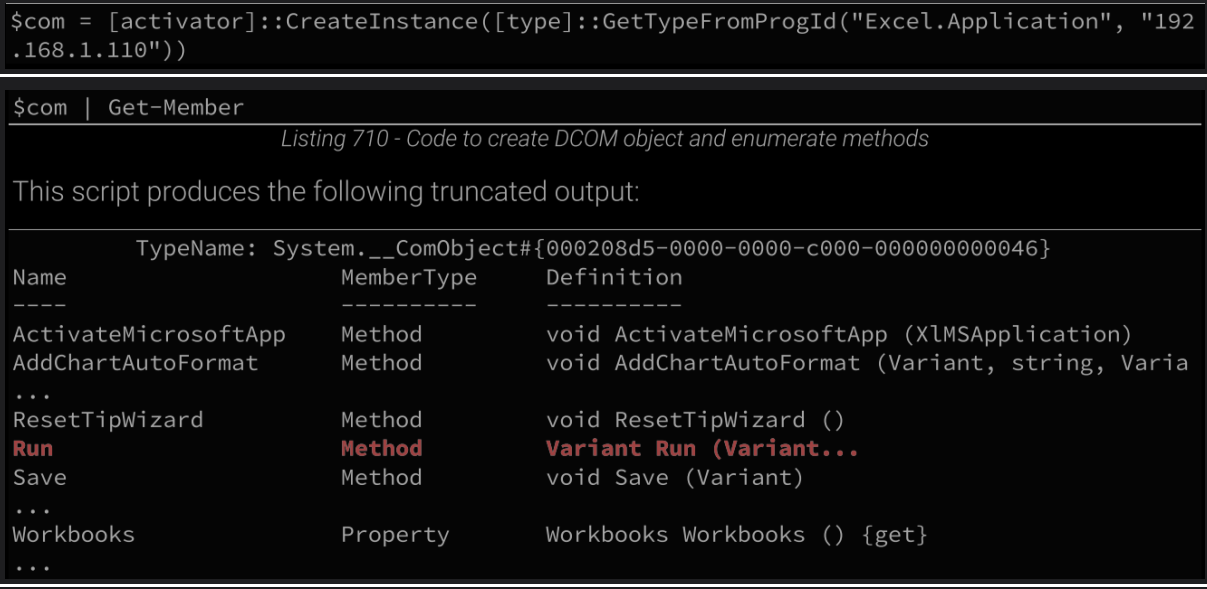 $com = [activator]::CreateInstance([type]::GetTypeFromProgId("Excel.Application", "192
.168.1.110"))
$com | Get-Member
Listing 710 - Code to create DCOM object and enumerate methods
This script produces the following truncated output:
TypeName: System.__ComObject#{000208d5-0000-0000-c000-000000000046}
Name MemberType Definition
---- ---------- ----------
ActivateMicrosoftApp Method void ActivateMicrosoftApp (XlMSApplication)
AddChartAutoFormat Method void AddChartAutoFormat (Variant, string, Varia
...
ResetTipWizard Method void ResetTipWizard ()
Run Method Variant Run (Variant...
Save Method void Save (Variant)
...
Workbooks Property Workbooks Workbooks () {get}
...